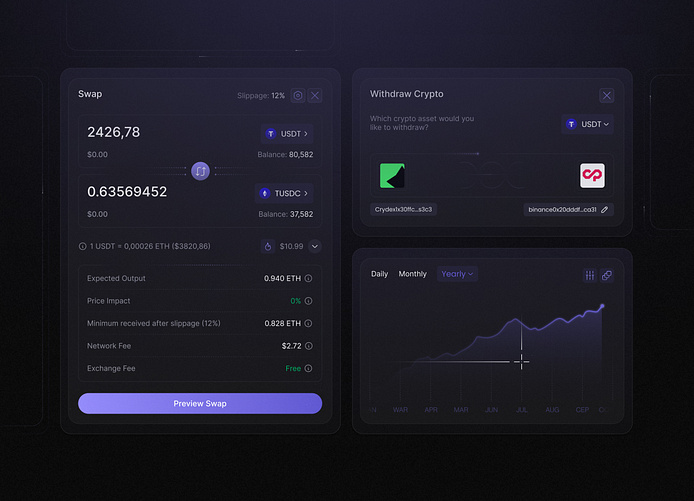 Swap
Slippage: 12%
2426,78
USDT
$0.00
Balance: 80,582
0.63569452
TUSDC
$0.00
Balance: 37,582
1 USDT = 0,00026 ETH ($3820,86)
$10.99
Expected Output
0.940 ETH
Price Impact
0%
Minimum received after slippage (12%)
0.828 ETH
Network Fee
$2.72
Exchange Fee
Free
Preview Swap
Withdraw Crypto
Which crypto asset would you
like to withdraw?
USDT
Crydexlx30ffc...s3c3
binance0x20dddf...ca31
Daily
Monthly
Yearly
WAR
APR
MAR
JUN
JUL
AUG
CEP